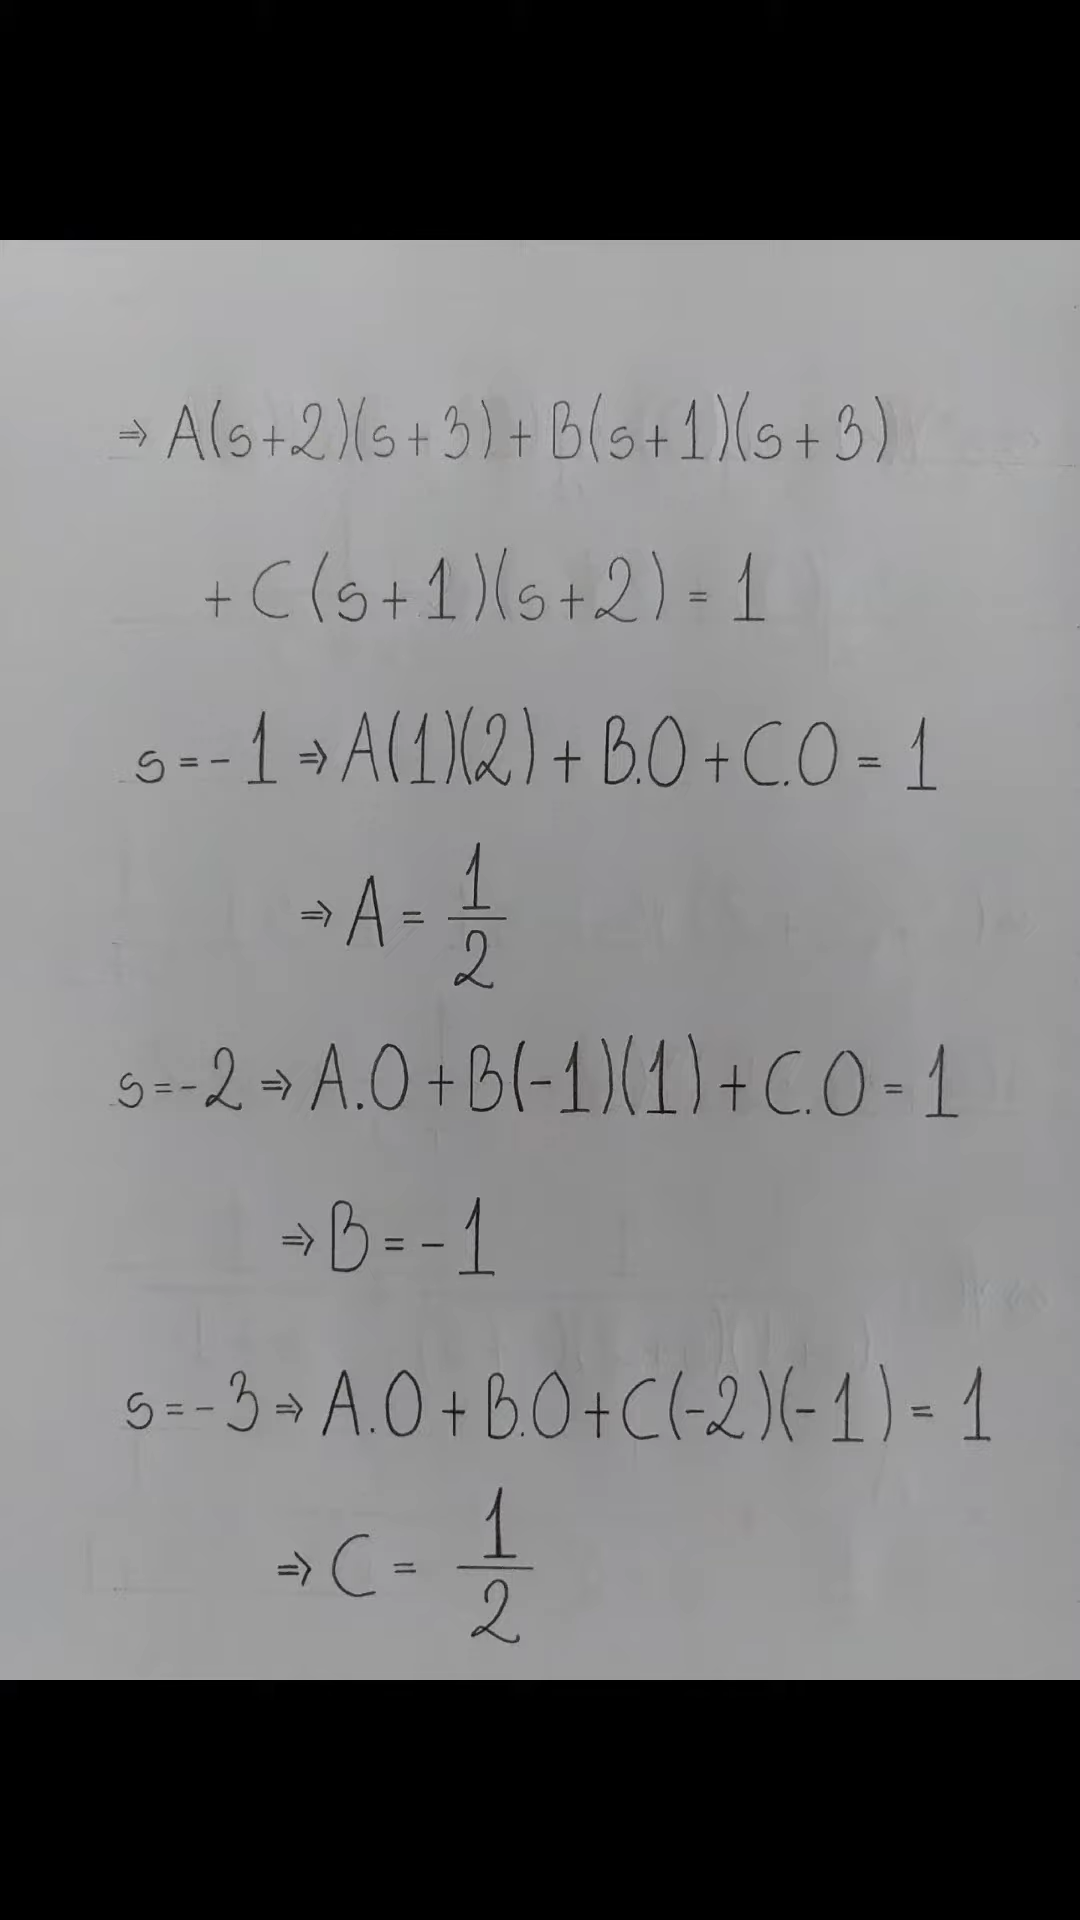 ⇒ A(s+2)(s+3)+B(s+1)(s+3)
+C(s+1)(s+2)=1
s=-1⇒A(1)(2)+B.0+C.0=1
⇒A=1/2
s=-2⇒A.0+B(-1)(1)+C.0=1
⇒B=-1
s=-3⇒A.0+B.0+C(-2)(-1)=1
⇒C=1/2